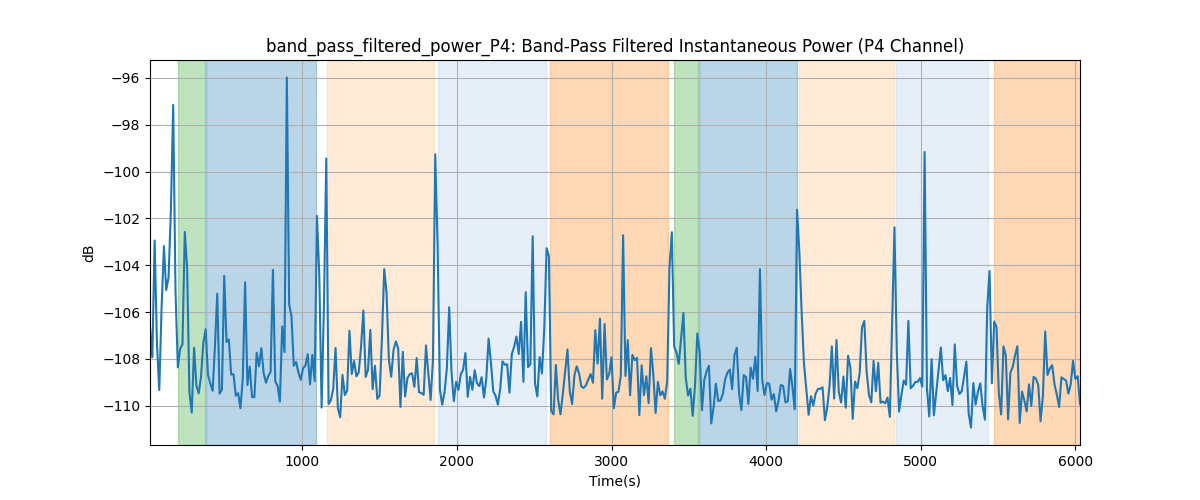 band_pass_filtered_power_P4: Band-Pass Filtered Instantaneous Power (P4 Channel)
−96
−98
−100
−102
−104
−106
−108
−110
dB
1000 2000 3000 4000 5000 6000
Time(s)